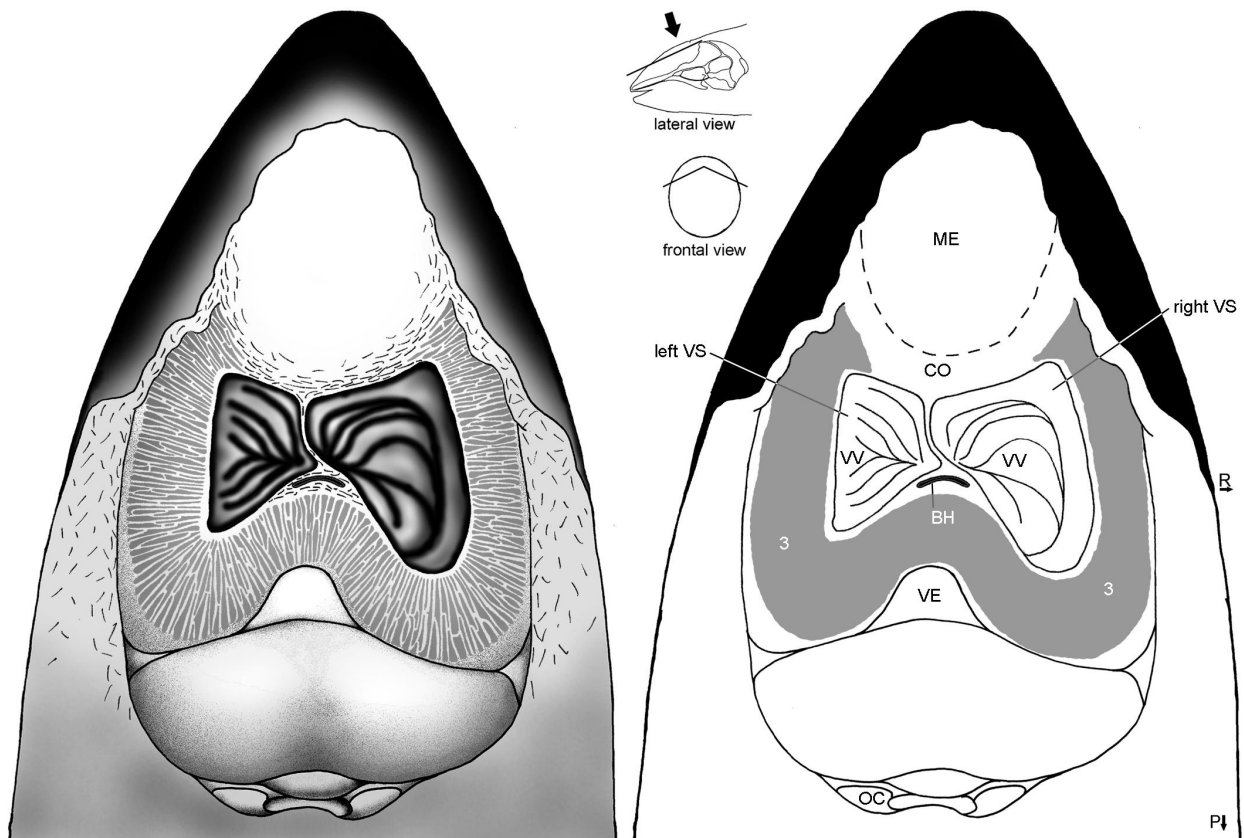 lateral view
frontal view
ME
right VS
left VS
CO
VV
VV
R
BH
3
3
VE
OC
P